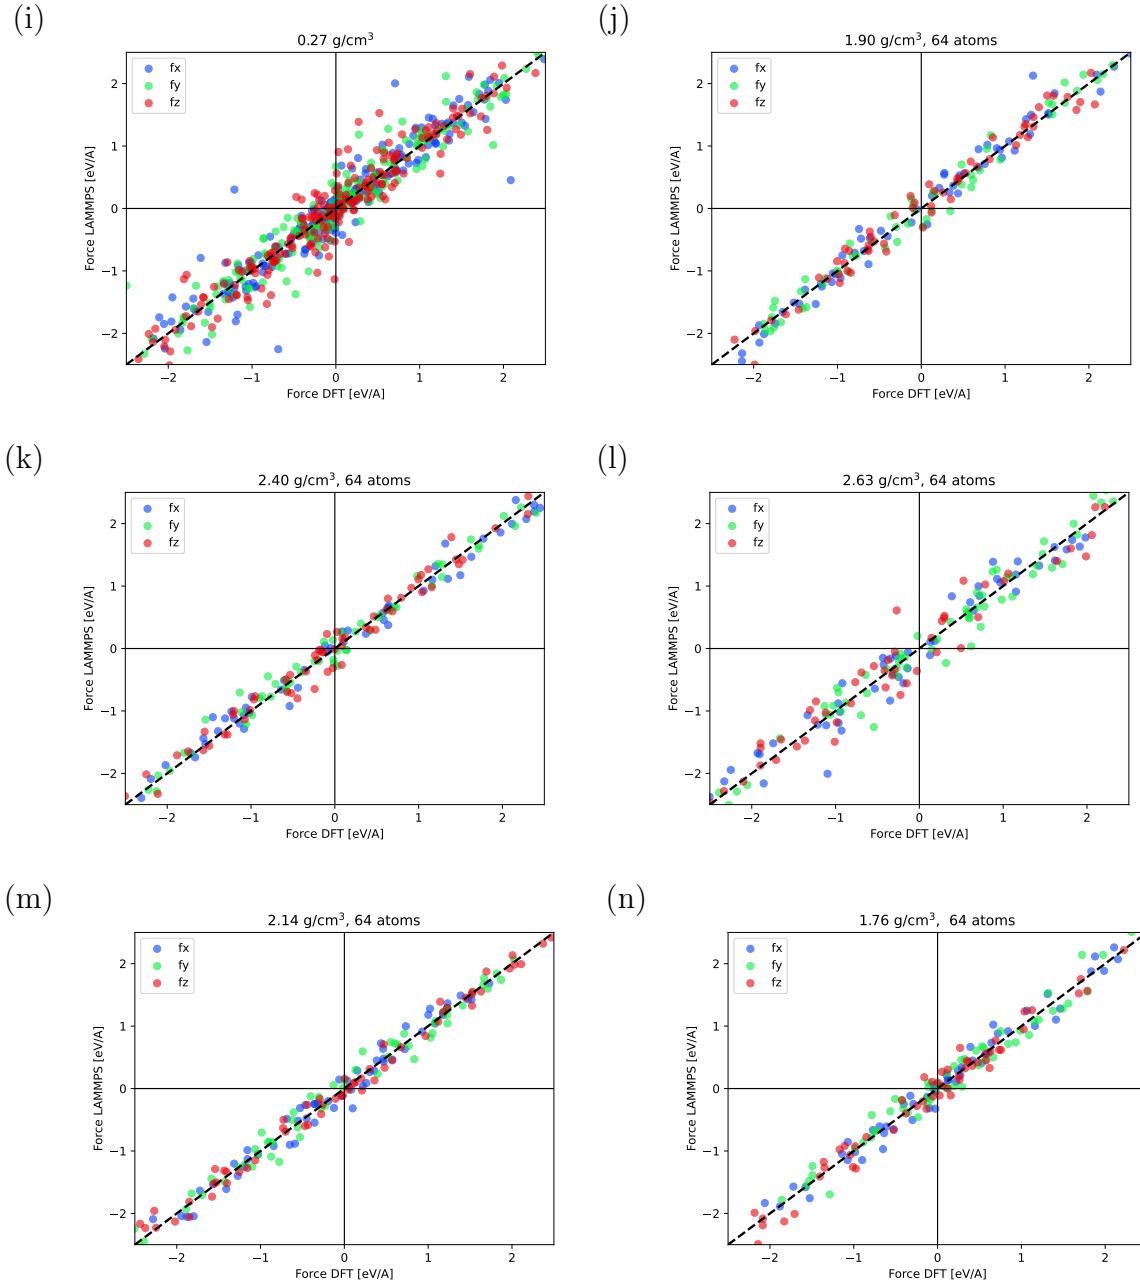 (i)
0.27 g/cm³
fx
fy
fz
2
1
0
−1
−2
Force LAMMPS [eV/A]
−2 −1 0 1 2
Force DFT [eV/A]
(j)
1.90 g/cm³, 64 atoms
fx
fy
fz
2
1
0
−1
−2
Force LAMMPS [eV/A]
−2 −1 0 1 2
Force DFT [eV/A]
(k)
2.40 g/cm³, 64 atoms
fx
fy
fz
2
1
0
−1
−2
Force LAMMPS [eV/A]
−2 −1 0 1 2
Force DFT [eV/A]
(l)
2.63 g/cm³, 64 atoms
fx
fy
fz
2
1
0
−1
−2
Force LAMMPS [eV/A]
−2 −1 0 1 2
Force DFT [eV/A]
(m)
2.14 g/cm³, 64 atoms
fx
fy
fz
2
1
0
−1
−2
Force LAMMPS [eV/A]
−2 −1 0 1 2
Force DFT [eV/A]
(n)
1.76 g/cm³, 64 atoms
fx
fy
fz
2
1
0
−1
−2
Force LAMMPS [eV/A]
−2 −1 0 1 2
Force DFT [eV/A]